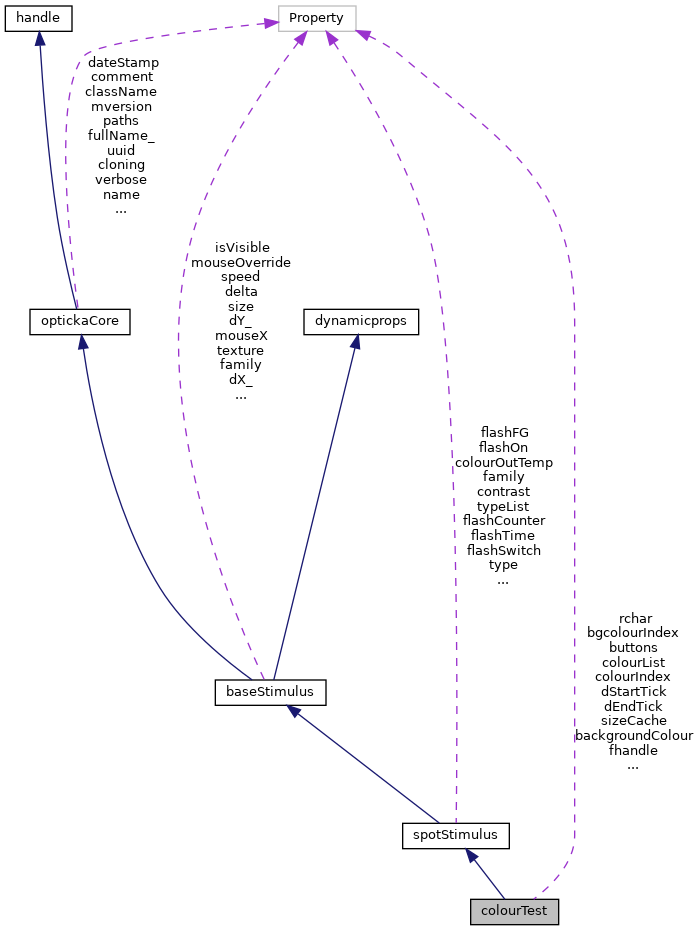 handle
Property
dateStamp
comment
className
mversion
paths
fullName_
uuid
cloning
verbose
name
...
isVisible
mouseOverride
speed
delta
size
dY_
mouseX
texture
family
dX_
...
optickaCore
dynamicprops
flashFG
flashOn
colourOutTemp
family
contrast
typeList
flashCounter
flashTime
flashSwitch
type
...
rchar
bgcolourIndex
buttons
colourList
colourIndex
dStartTick
dEndTick
sizeCache
backgroundColour
fhandle
...
baseStimulus
spotStimulus
colourTest